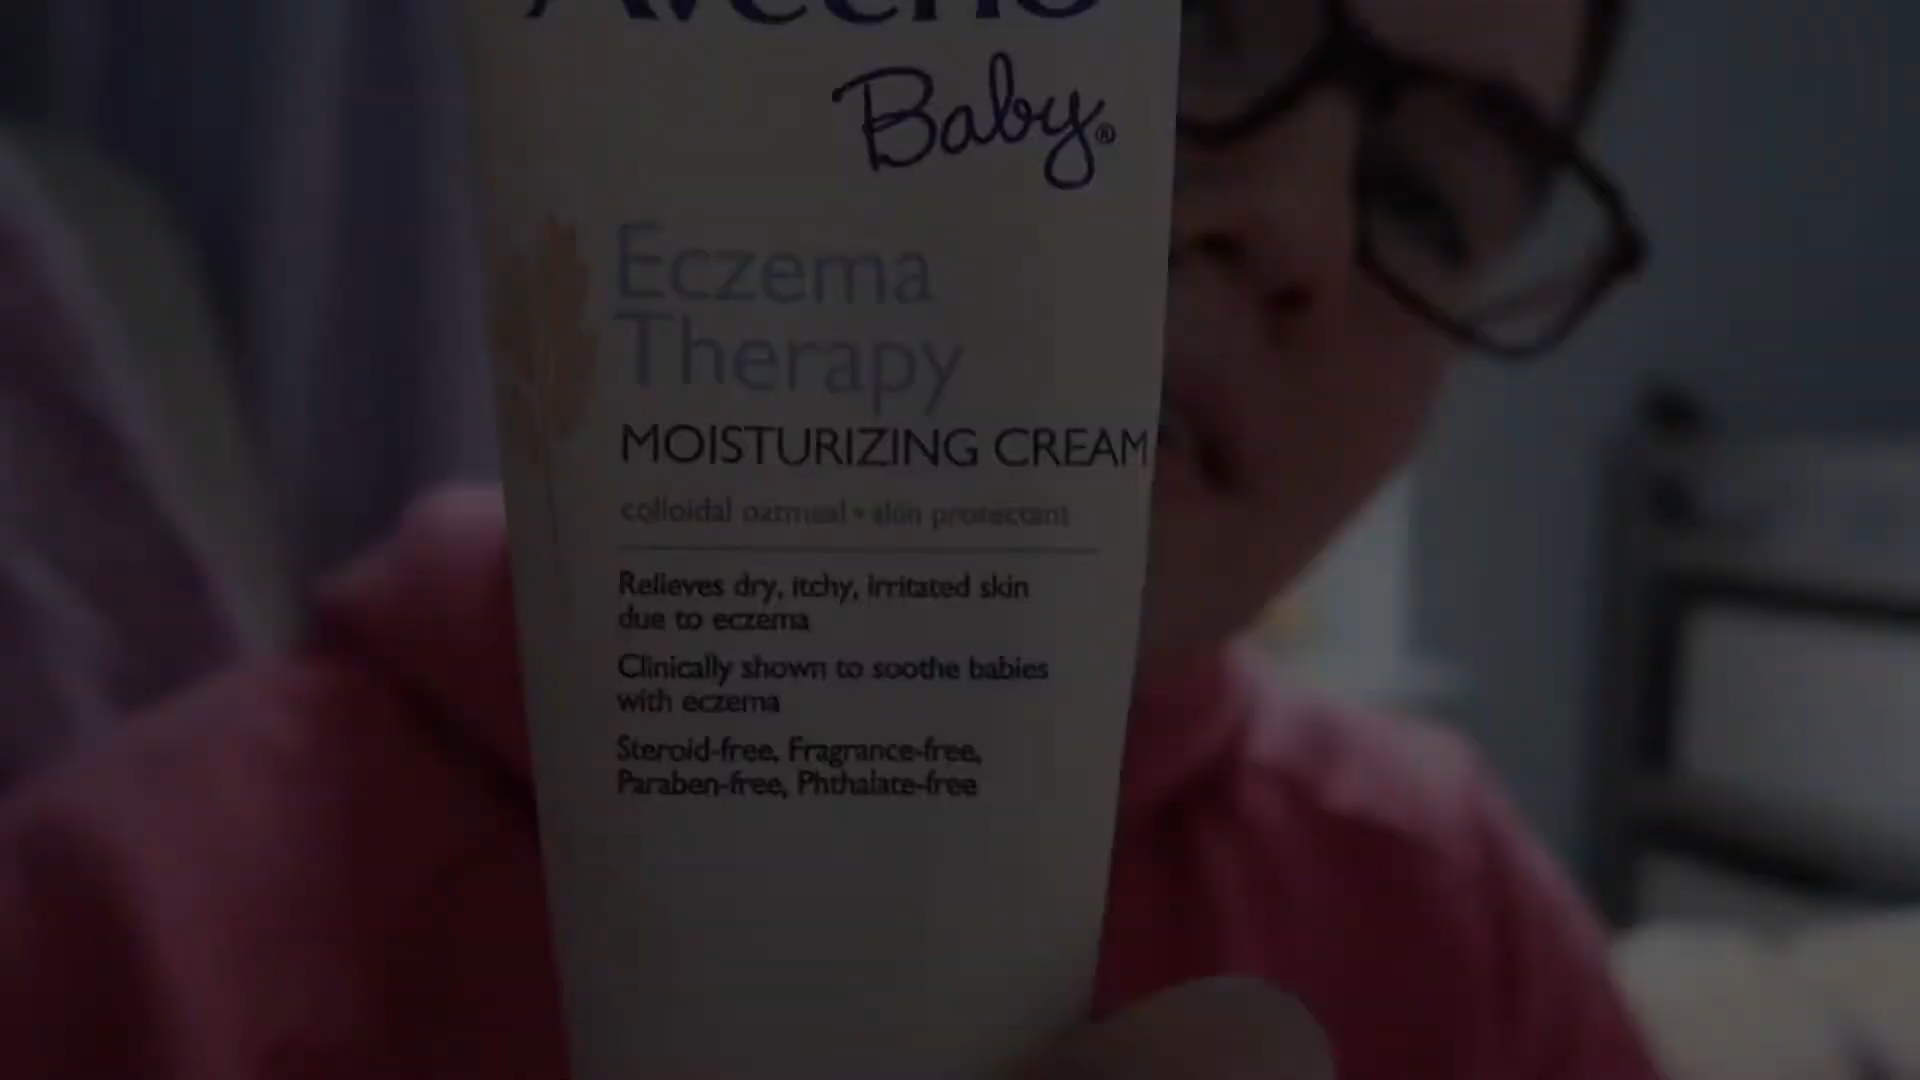 Aveeno
Baby®
Eczema
Therapy
MOISTURIZING CREAM
colloidal oatmeal • skin protectant
Relieves dry, itchy, irritated skin
due to eczema
Clinically shown to soothe babies
with eczema
Steroid-free, Fragrance-free,
Paraben-free, Phthalate-free